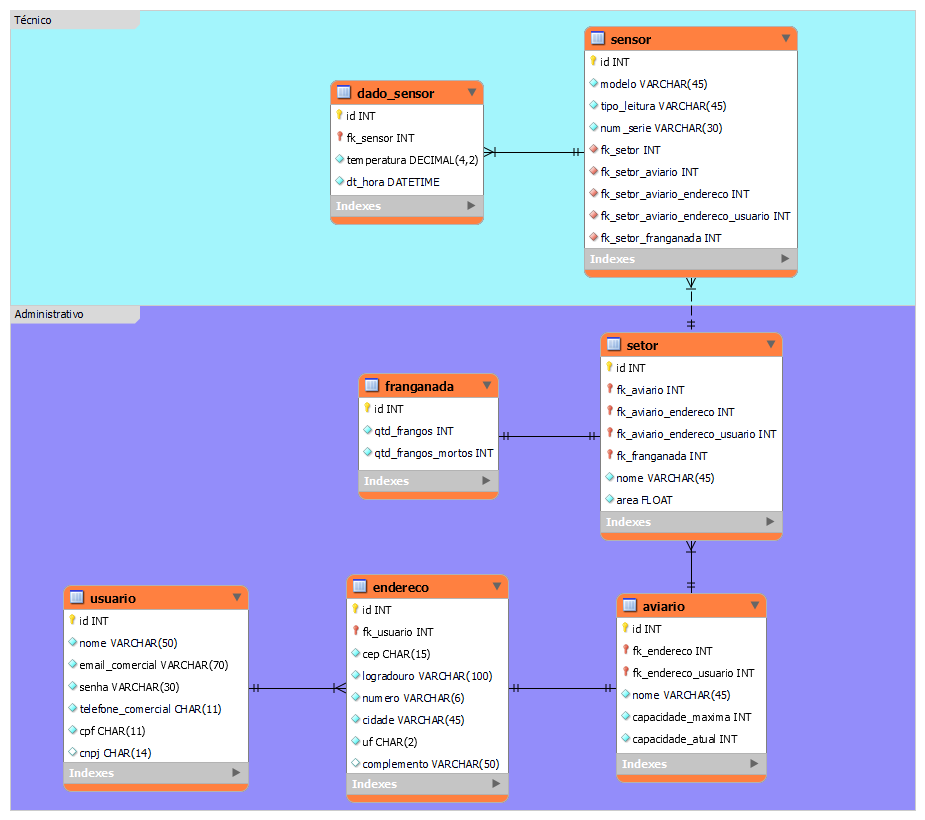 Técnico
sensor
id INT
modelo VARCHAR(45)
tipo_leitura VARCHAR(45)
num_serie VARCHAR(30)
fk_setor INT
fk_setor_aviario INT
fk_setor_aviario_endereco INT
fk_setor_aviario_endereco_usuario INT
fk_setor_franganada INT
Indexes
dado_sensor
id INT
fk_sensor INT
temperatura DECIMAL(4,2)
dt_hora DATETIME
Indexes
Administrativo
setor
id INT
fk_aviario INT
fk_aviario_endereco INT
fk_aviario_endereco_usuario INT
fk_franganada INT
nome VARCHAR(45)
area FLOAT
Indexes
franganada
id INT
qtd_frangos INT
qtd_frangos_mortos INT
Indexes
usuario
id INT
nome VARCHAR(50)
email_comercial VARCHAR(70)
senha VARCHAR(30)
telefone_comercial CHAR(11)
cpf CHAR(11)
cnpj CHAR(14)
Indexes
endereco
id INT
fk_usuario INT
cep CHAR(15)
logradouro VARCHAR(100)
numero VARCHAR(6)
cidade VARCHAR(45)
uf CHAR(2)
complemento VARCHAR(50)
Indexes
aviario
id INT
fk_endereco INT
fk_endereco_usuario INT
nome VARCHAR(45)
capacidade_maxima INT
capacidade_atual INT
Indexes